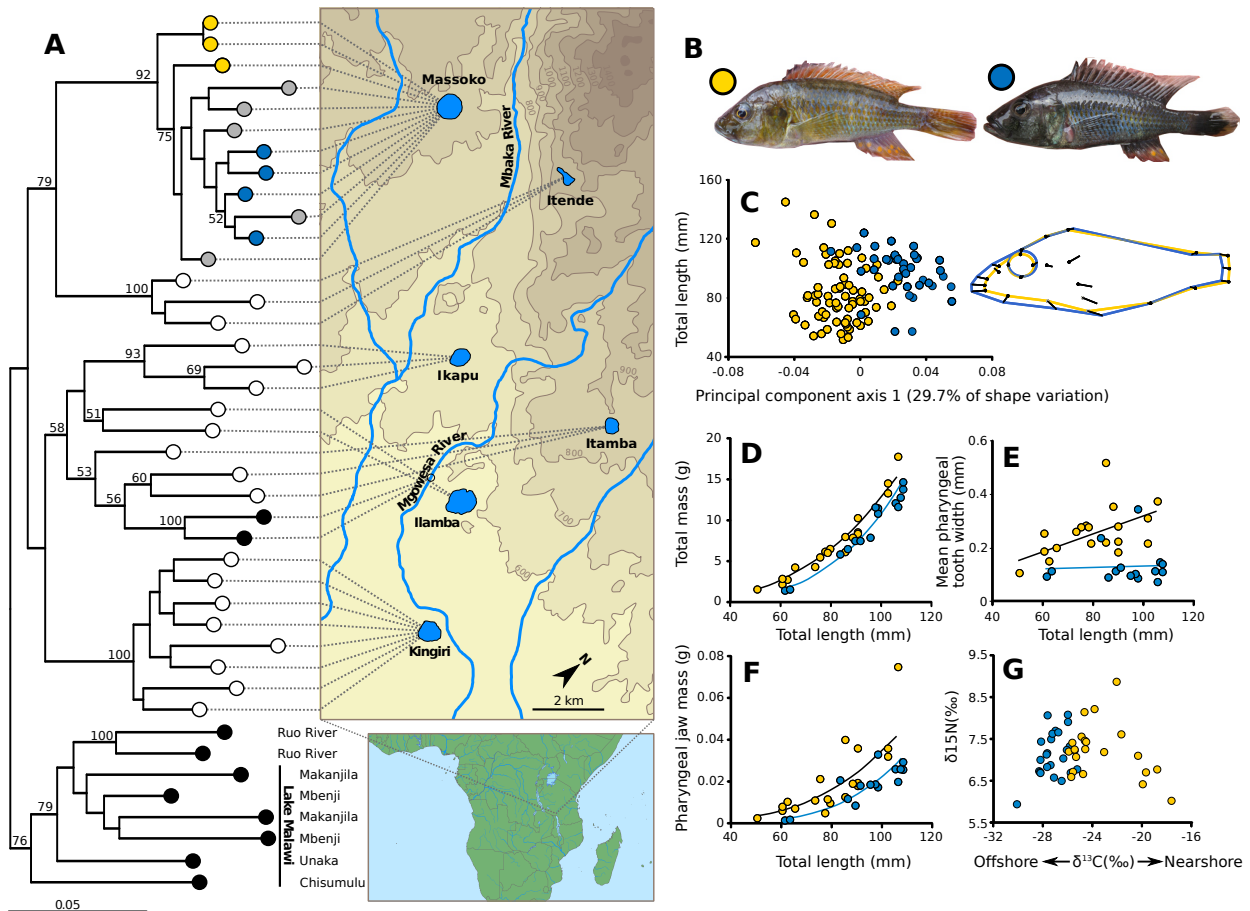 A
92
75
79
52
100
93
69
51
58
53
60
56
100
100
100
79
76
0.05
Ruo River
Ruo River
Makanjila
Mbenji
Makanjila
Mbenji
Unaka
Chisumulu
Lake Malawi
Massoko
Mbaka River
Itende
Ikapu
Itamba
Mgowesa River
Ilamba
Kingiri
900
800
700
600
N
2 km
B
C
Total length (mm)
160
120
80
40
-0.08
-0.04
0
0.04
0.08
Principal component axis 1 (29.7% of shape variation)
D
Total mass (g)
20
15
10
5
0
40
60
80
100
120
Total length (mm)
E
Mean pharyngeal
tooth width (mm)
0.6
0.4
0.2
0
40
60
80
100
120
Total length (mm)
F
Pharyngeal jaw mass (g)
0.08
0.06
0.04
0.02
0
40
60
80
100
120
Total length (mm)
G
δ15N(‰)
9.5
8.5
7.5
6.5
5.5
-32
-28
-24
-20
-16
Offshore
δ¹³C(‰)
Nearshore